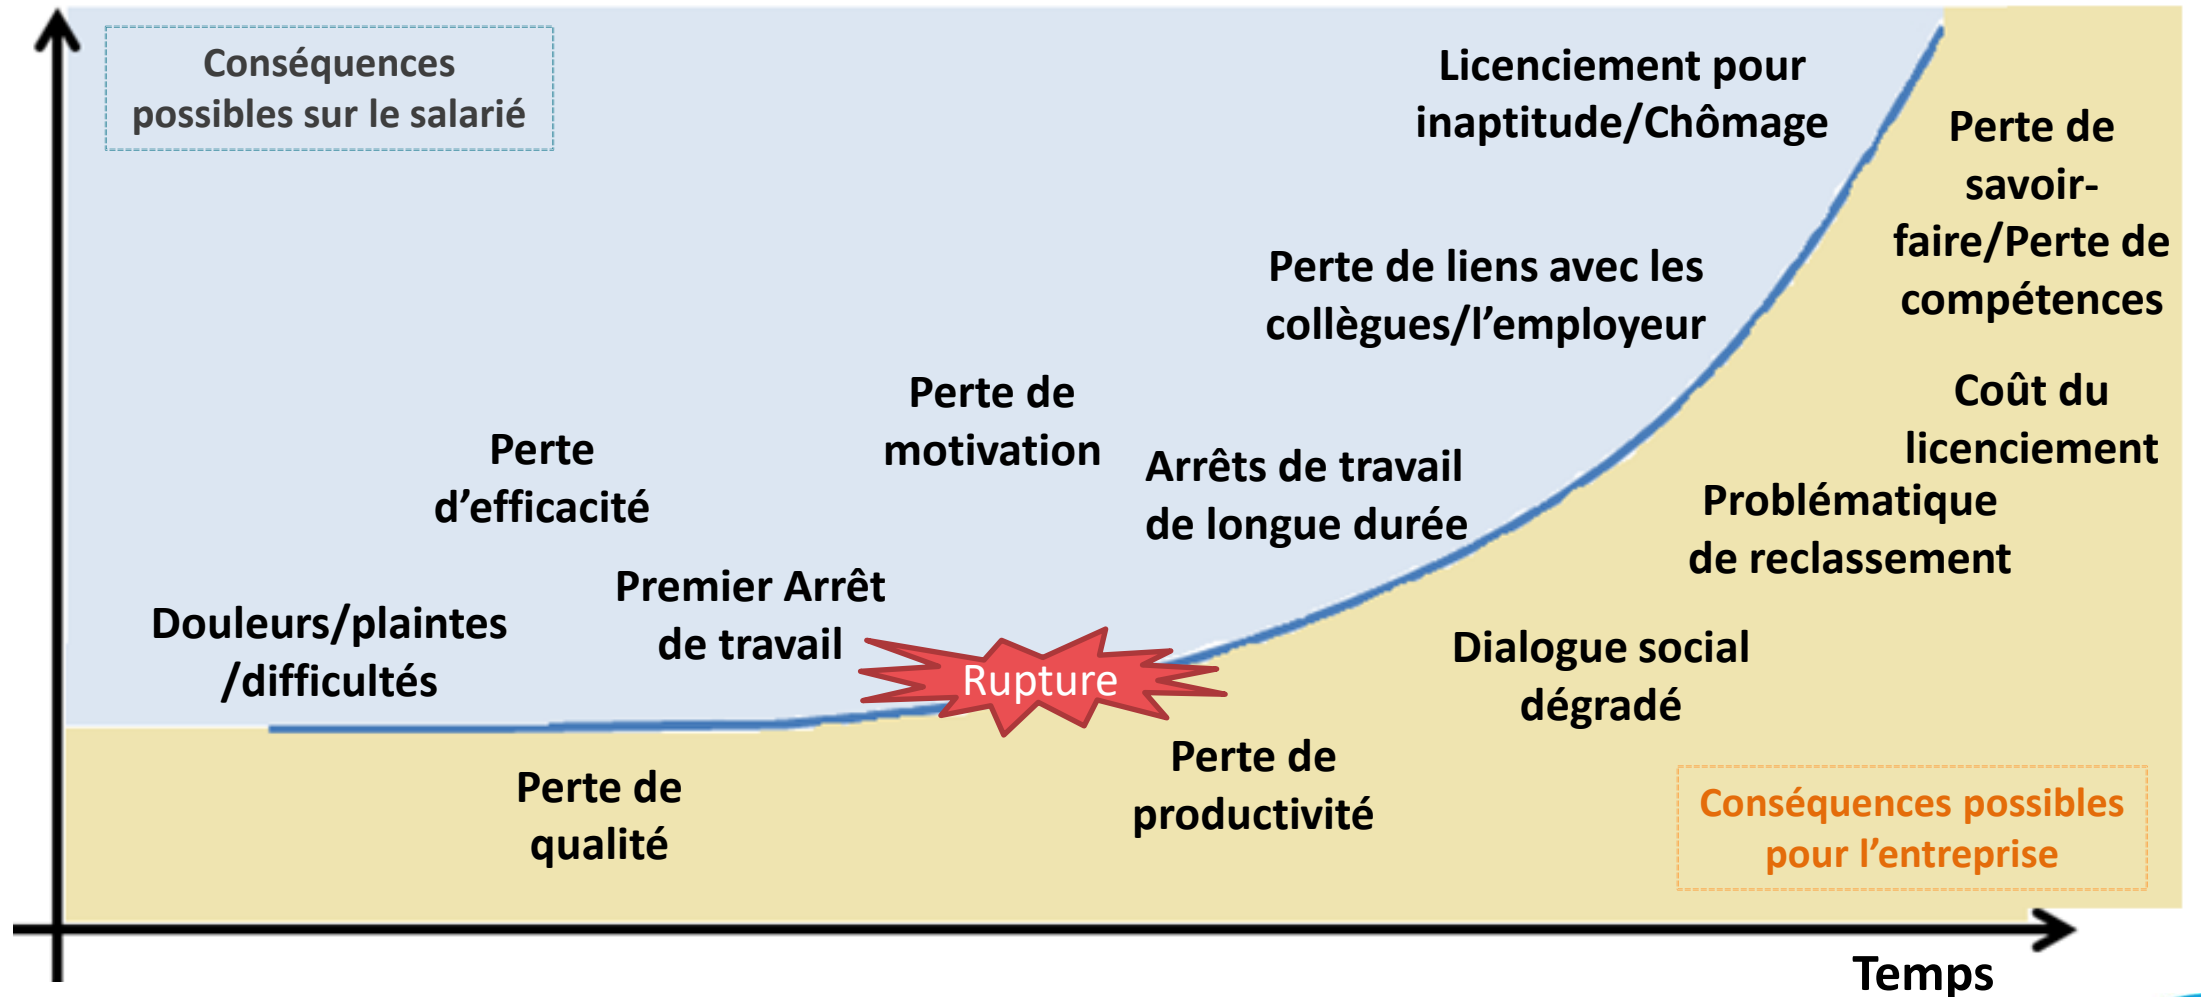 Conséquences
possibles sur le salarié
Licenciement pour
inaptitude/Chômage
Perte de
savoir-
faire/Perte de
compétences
Perte de liens avec les
collègues/l’employeur
Perte de
motivation
Coût du
licenciement
Perte
d’efficacité
Arrêts de travail
de longue durée
Problématique
de reclassement
Premier Arrêt
de travail
Douleurs/plaintes
/difficultés
Rupture
Dialogue social
dégradé
Perte de
productivité
Perte de
qualité
Conséquences possibles
pour l’entreprise
Temps